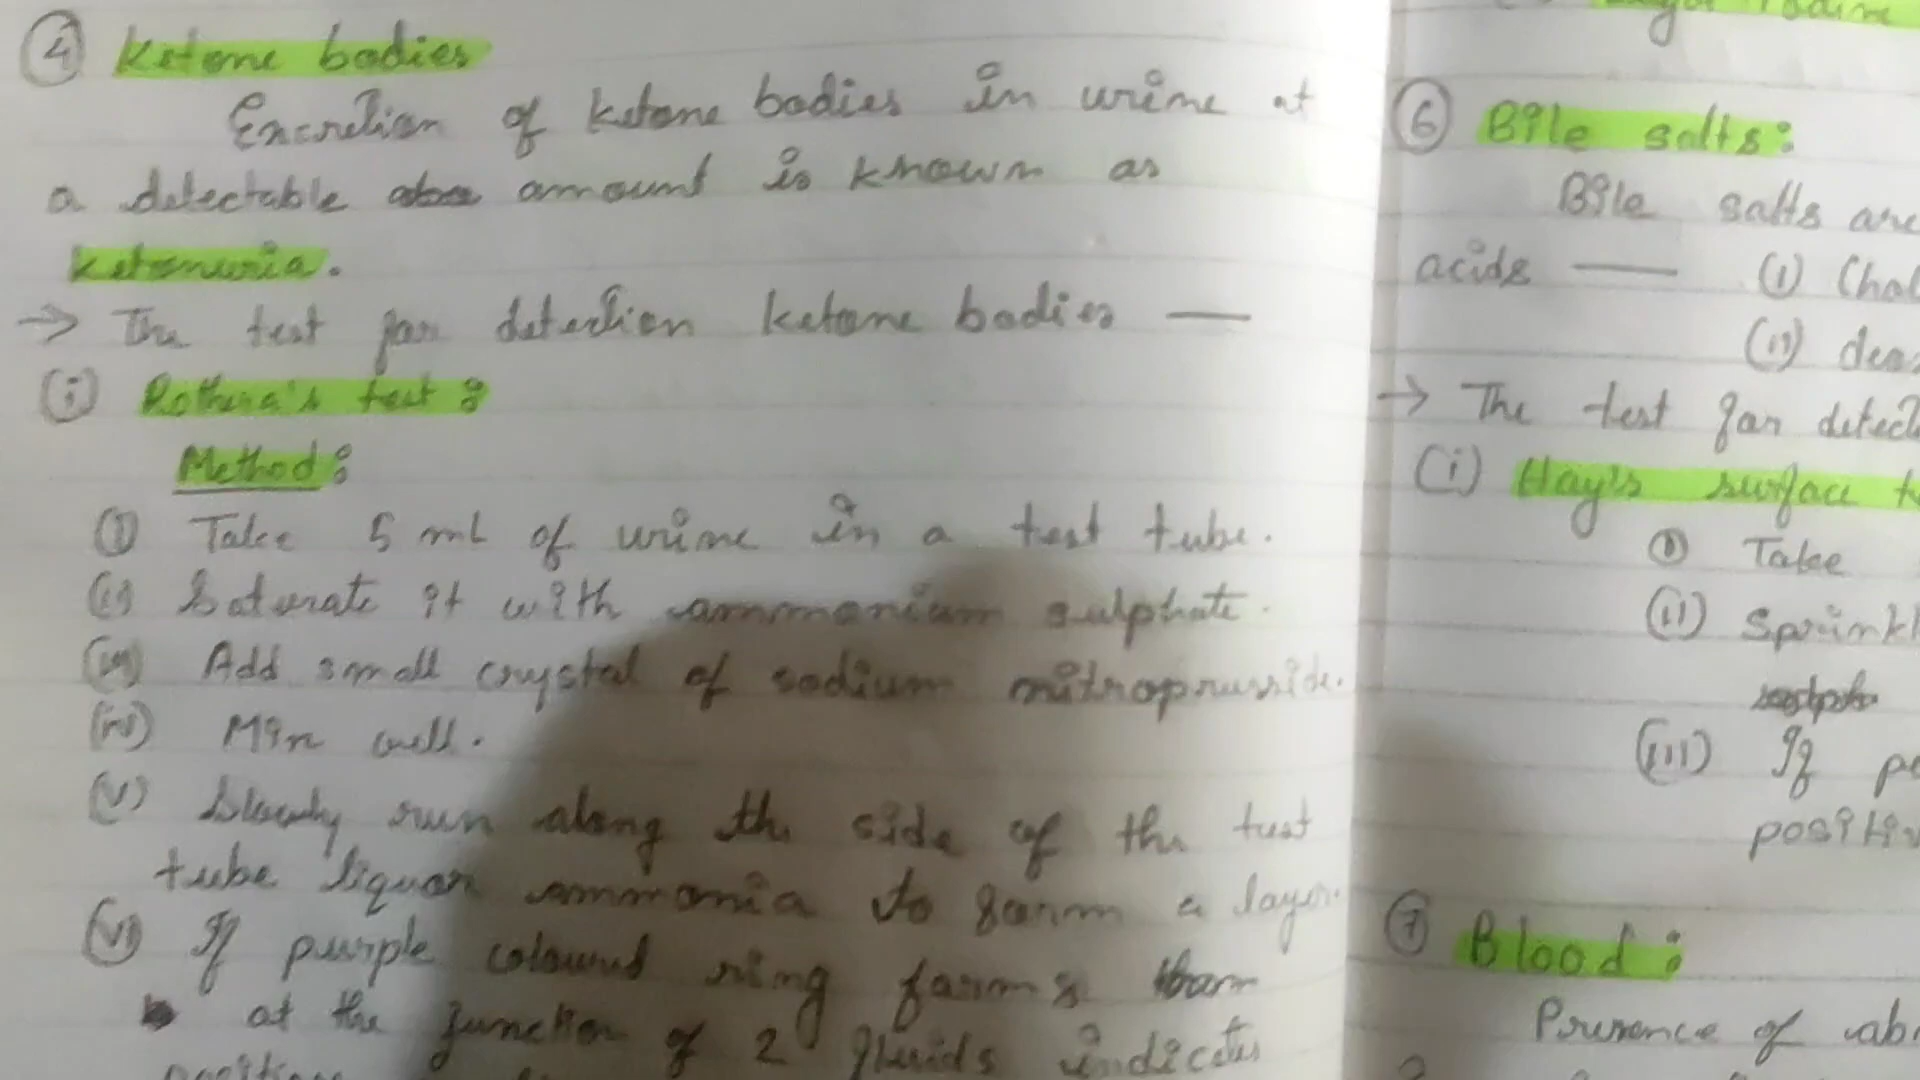 ④ Ketone bodies
Excretion of ketone bodies in urine at
a detectable amount is known as
ketonuria.
→ The test for detection ketone bodies —
(i) Rothera's test :
Method :
(i) Take 5 mL of urine in a test tube.
(ii) Saturate it with ammonium sulphate.
(iii) Add small crystal of sodium nitroprusside.
(iv) Mix well.
(v) Slowly run along the side of the test
tube liquor ammonia to form a layer.
(vi) If purple coloured ring forms
at the junction of 2 fluids indicates
⑥ Bile salts :
Bile salts are
acids — (i) Chol
(ii)
→ The test for detect
(i) Hay's surface t
(i) Take
(ii) Sprinkl
(iii) If po
positiv
⑦ Blood :
Presence of ab